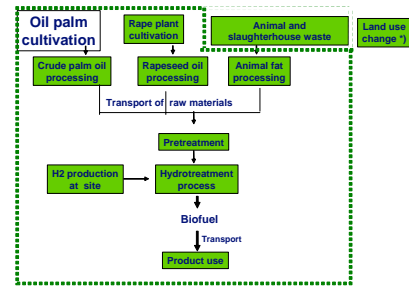 Oil palm
cultivation
Rape plant
cultivation
Animal and
slaughterhouse waste
Land use
change *)
Crude palm oil
processing
Rapeseed oil
processing
Animal fat
processing
Transport of raw materials
Pretreatment
H2 production
at site
Hydrotreatment
process
Biofuel
Transport
Product use